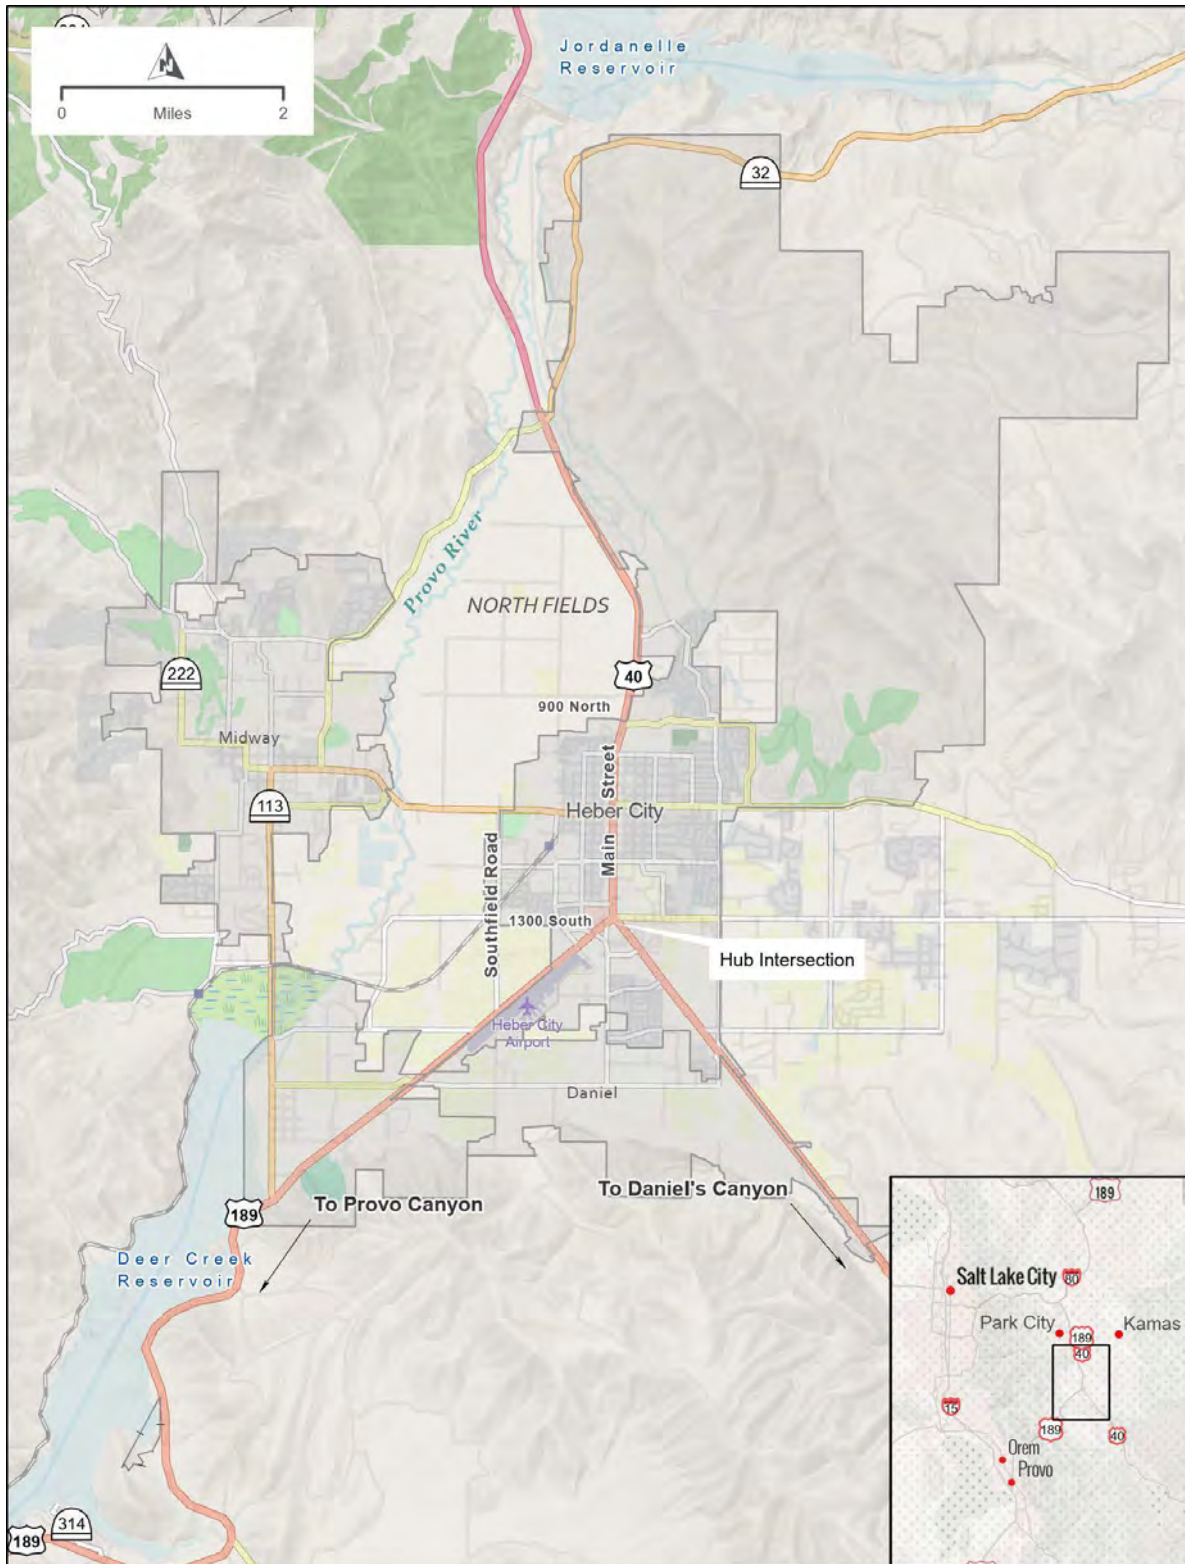 Jordanelle
Reservoir
0
Miles
2
N
32
Provo River
NORTH FIELDS
222
40
900 North
Midway
Main Street
113
Heber City
Southfield Road
1300 South
Hub Intersection
Heber City
Airport
Daniel
To Provo Canyon
To Daniel's Canyon
189
Deer Creek
Reservoir
189
Salt Lake City
80
Park City
189
Kamas
40
15
189
40
Orem
Provo
314
189